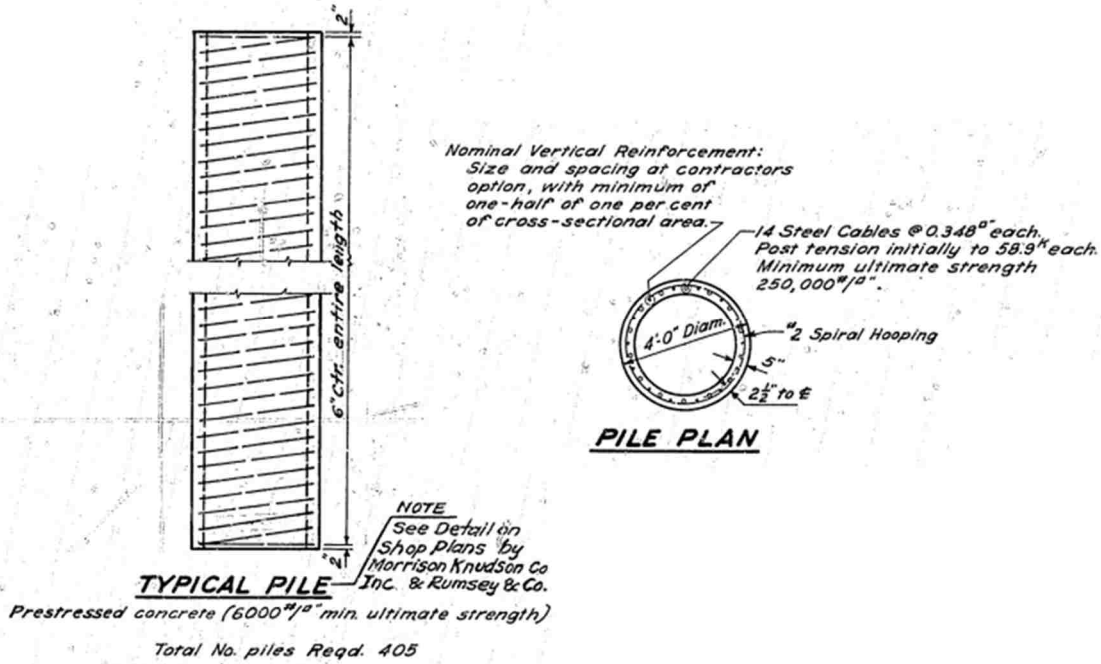 2"
6" Ctr. entire length
2"
Nominal Vertical Reinforcement:
Size and spacing at contractors
option, with minimum of
one-half of one per cent
of cross-sectional area.
14 Steel Cables @ 0.348▫" each.
Post tension initially to 58.9ᴷ each.
Minimum ultimate strength
250,000#/▫".
4'-0" Diam.
#2 Spiral Hooping
5"
2½" to ℄
PILE PLAN
NOTE
See Detail on
Shop Plans by
Morrison Knudson Co
Inc. & Rumsey & Co.
TYPICAL PILE
Prestressed concrete (6000#/▫" min. ultimate strength)
Total No. piles Reqd. 405